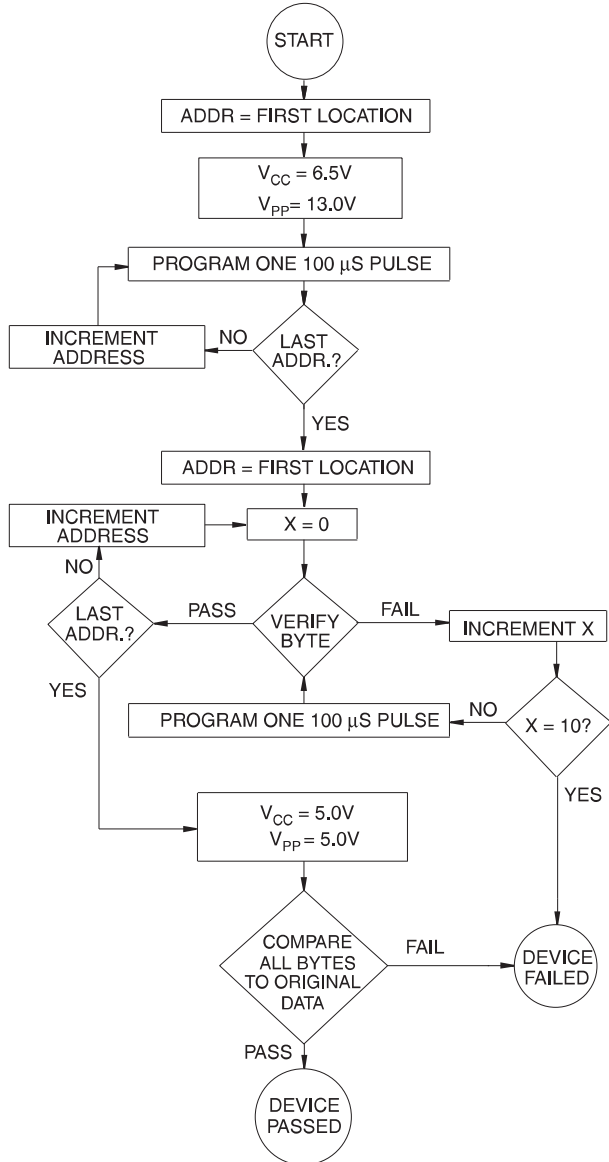 START
ADDR = FIRST LOCATION
V_CC = 6.5V
V_PP = 13.0V
PROGRAM ONE 100 µS PULSE
INCREMENT
ADDRESS
NO
LAST
ADDR.?
YES
ADDR = FIRST LOCATION
INCREMENT
ADDRESS
X = 0
NO
LAST
ADDR.?
PASS
VERIFY
BYTE
FAIL
INCREMENT X
YES
PROGRAM ONE 100 µS PULSE
NO
X = 10?
YES
V_CC = 5.0V
V_PP = 5.0V
COMPARE
ALL BYTES
TO ORIGINAL
DATA
FAIL
DEVICE
FAILED
PASS
DEVICE
PASSED